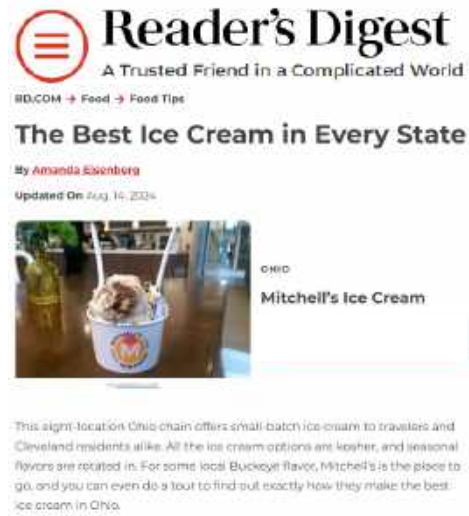 Reader's Digest
A Trusted Friend in a Complicated World
RD.COM → Food → Food Tips
The Best Ice Cream in Every State
By Amanda Eisenberg
Updated On Aug. 14, 2024
OHIO
Mitchell's Ice Cream
M
This eight-location Ohio chain offers small-batch ice cream to travelers and
Cleveland residents alike. All the ice cream options are kosher, and seasonal
flavors are rotated in. For some local Buckeye flavor, Mitchell's is the place to
go, and you can even do a tour to find out exactly how they make the best
ice cream in Ohio.